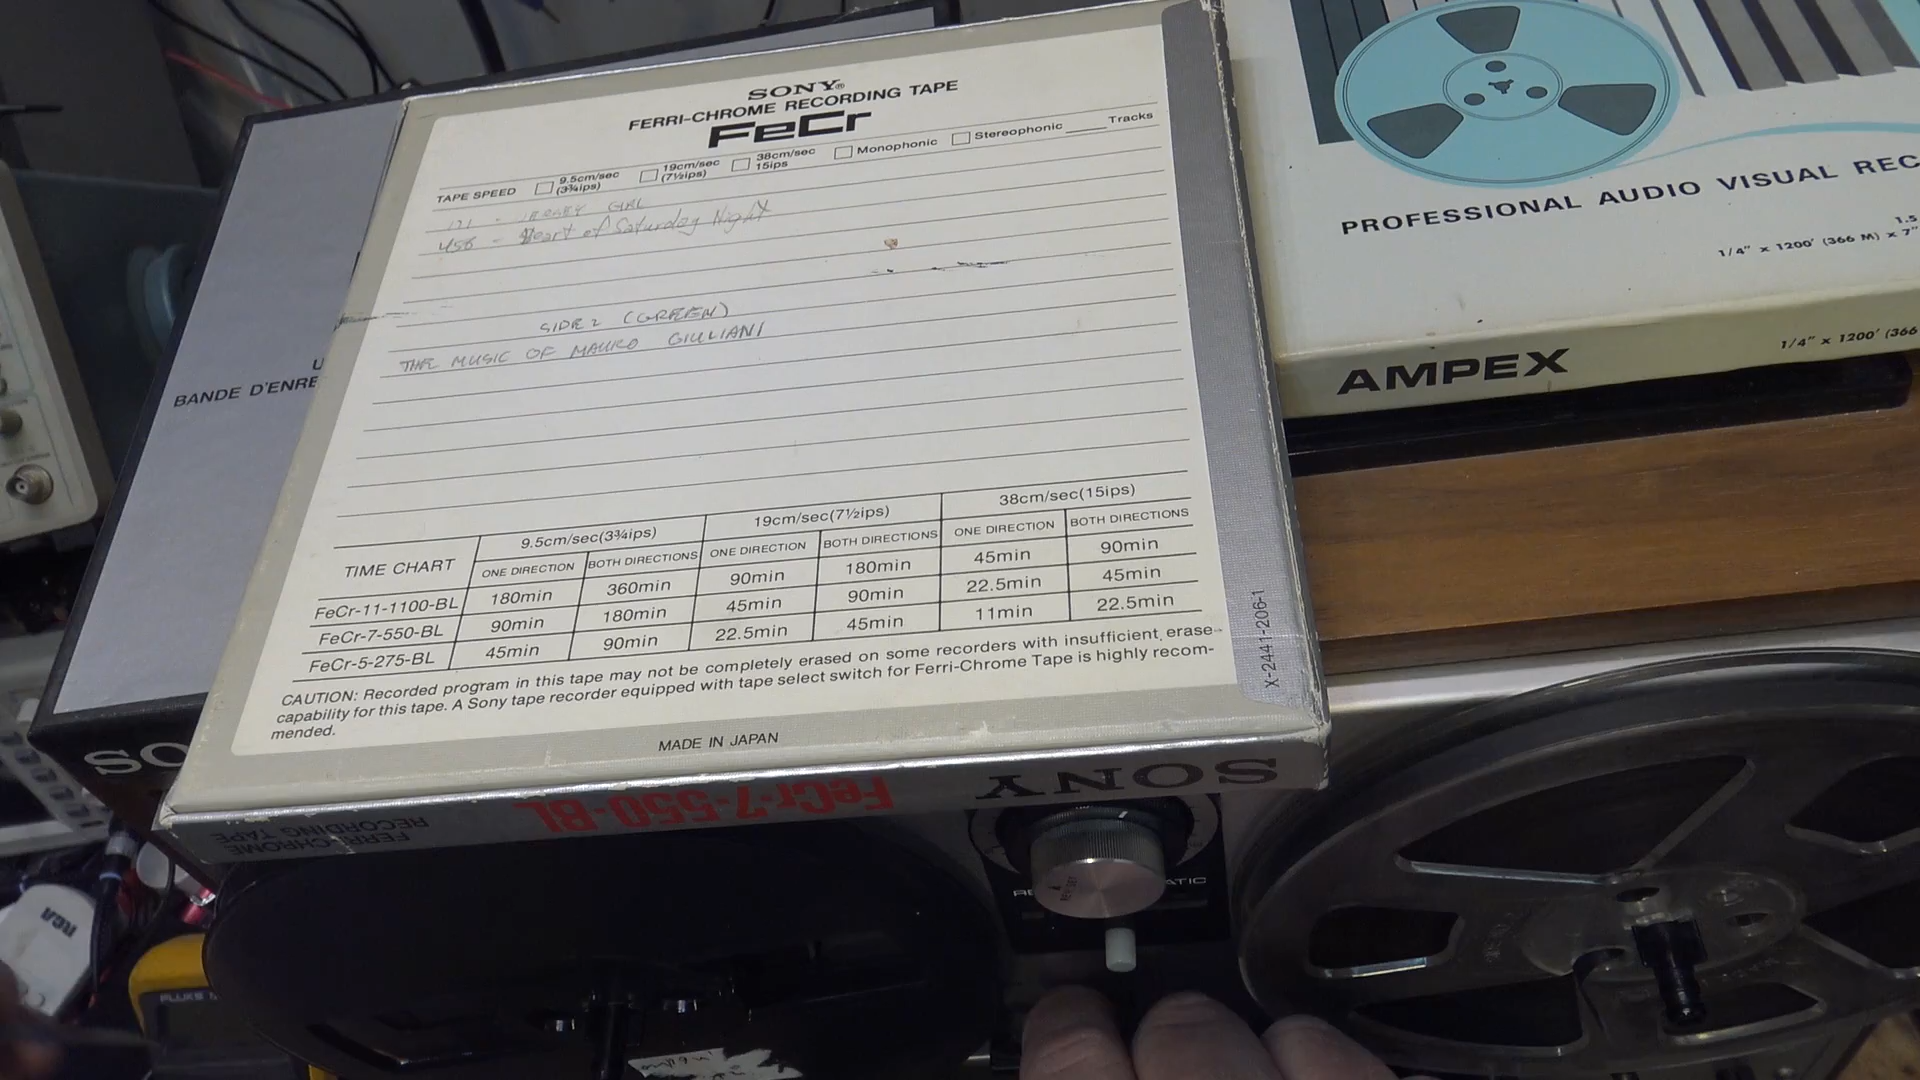 SONY®
FERRI-CHROME RECORDING TAPE
FeCr
TAPE SPEED 9.5cm/sec (3¾ips) 19cm/sec (7½ips) 38cm/sec 15ips Monophonic Stereophonic Tracks
GIRL
456 - Heart of Saturday Night
SIDE 2 (GREEN)
THE MUSIC OF MAURO GIULIANI
TIME CHART 9.5cm/sec(3¾ips) 19cm/sec(7½ips) 38cm/sec(15ips)
ONE DIRECTION BOTH DIRECTIONS ONE DIRECTION BOTH DIRECTIONS ONE DIRECTION BOTH DIRECTIONS
FeCr-11-1100-BL 180min 360min 90min 180min 45min 90min
FeCr-7-550-BL 90min 180min 45min 90min 22.5min 45min
FeCr-5-275-BL 45min 90min 22.5min 45min 11min 22.5min
CAUTION: Recorded program in this tape may not be completely erased on some recorders with insufficient erase-
capability for this tape. A Sony tape recorder equipped with tape select switch for Ferri-Chrome Tape is highly recom-
mended.
MADE IN JAPAN
X-2441-206-1
SONY
FeCr-7-550-BL
FERRI-CHROME
RECORDING TAPE
BANDE D'ENRE
SO
PROFESSIONAL AUDIO VISUAL REC
1.5
1/4" x 1200' (366 M) x 7"
AMPEX
1/4" x 1200' (366
RCA
FLUKE
ATIC